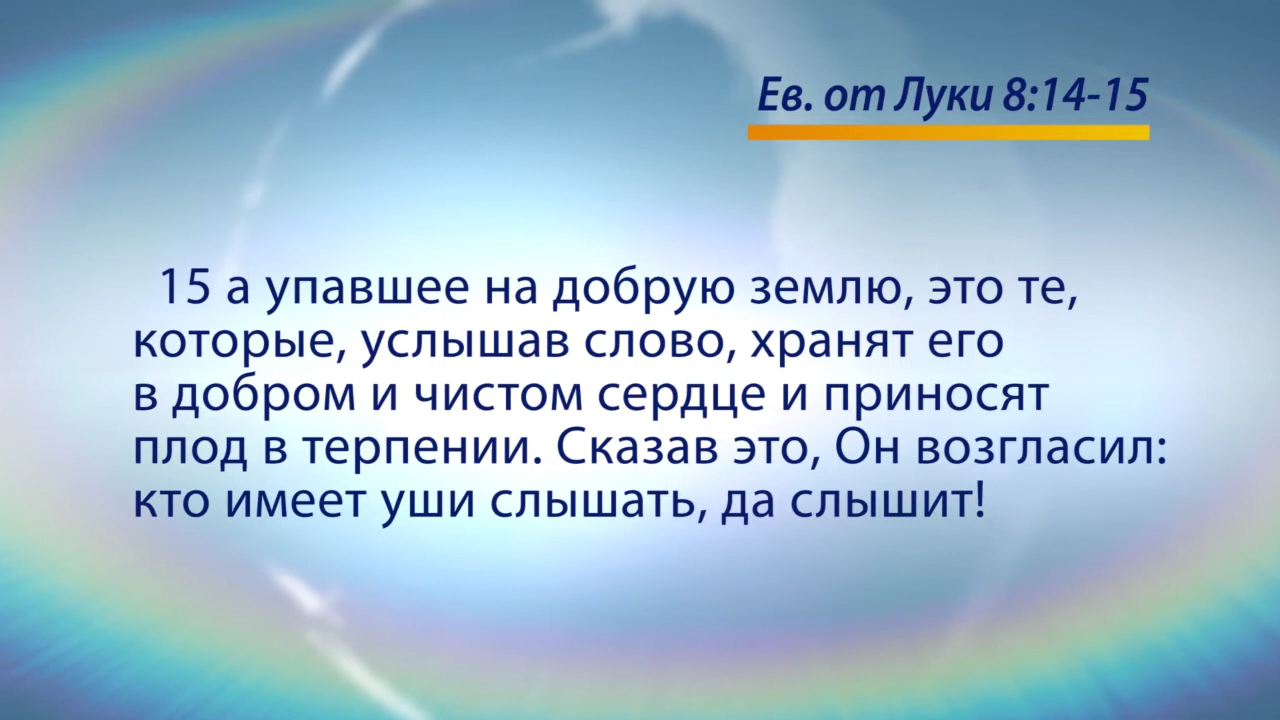 Ев. от Луки 8:14-15
15 а упавшее на добрую землю, это те,
которые, услышав слово, хранят его
в добром и чистом сердце и приносят
плод в терпении. Сказав это, Он возгласил:
кто имеет уши слышать, да слышит!